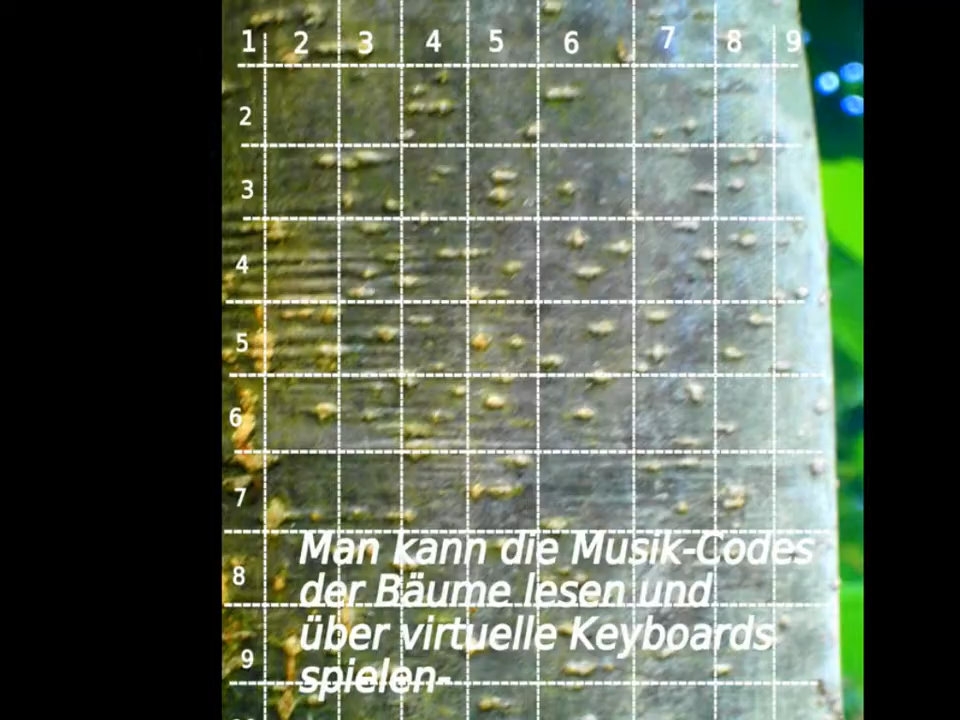 1 2 3 4 5 6 7 8 9
2
3
4
5
6
7
8
9
Man kann die Musik-Codes
der Bäume lesen und
über virtuelle Keyboards
spielen-